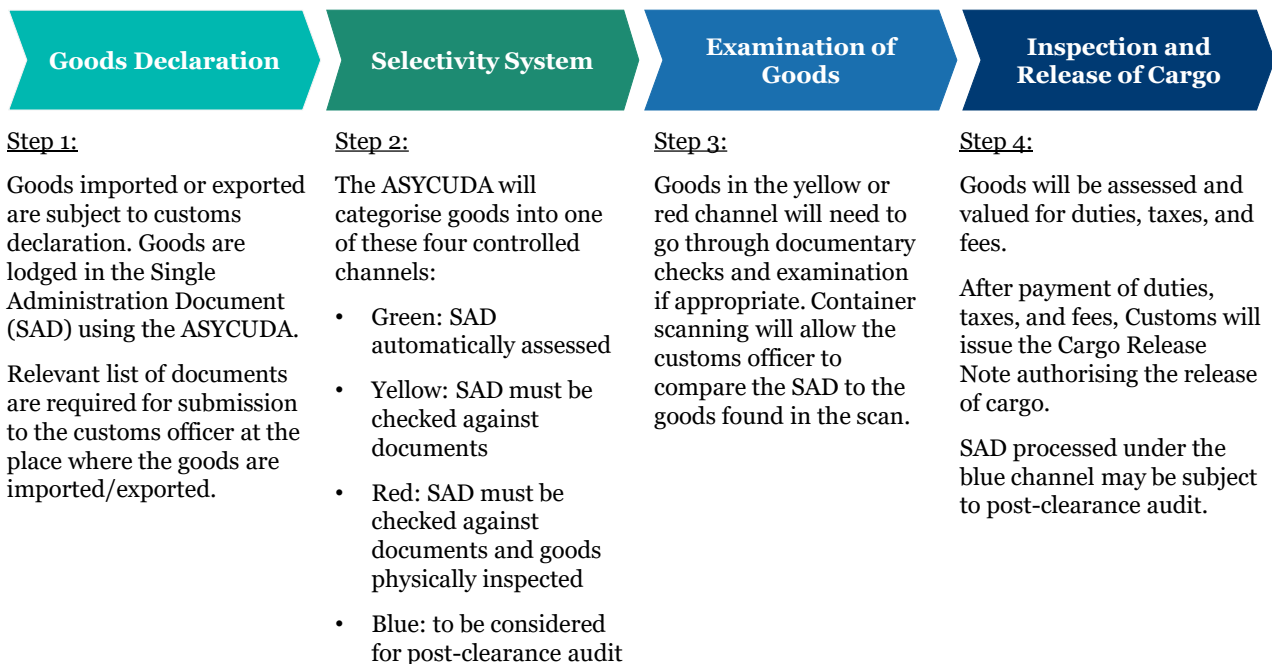 Goods Declaration
Selectivity System
Examination of
Goods
Inspection and
Release of Cargo
Step 1:
Goods imported or exported
are subject to customs
declaration. Goods are
lodged in the Single
Administration Document
(SAD) using the ASYCUDA.
Relevant list of documents
are required for submission
to the customs officer at the
place where the goods are
imported/exported.
Step 2:
The ASYCUDA will
categorise goods into one
of these four controlled
channels:
• Green: SAD
automatically assessed
• Yellow: SAD must be
checked against
documents
• Red: SAD must be
checked against
documents and goods
physically inspected
• Blue: to be considered
for post-clearance audit
Step 3:
Goods in the yellow or
red channel will need to
go through documentary
checks and examination
if appropriate. Container
scanning will allow the
customs officer to
compare the SAD to the
goods found in the scan.
Step 4:
Goods will be assessed and
valued for duties, taxes, and
fees.
After payment of duties,
taxes, and fees, Customs will
issue the Cargo Release
Note authorising the release
of cargo.
SAD processed under the
blue channel may be subject
to post-clearance audit.